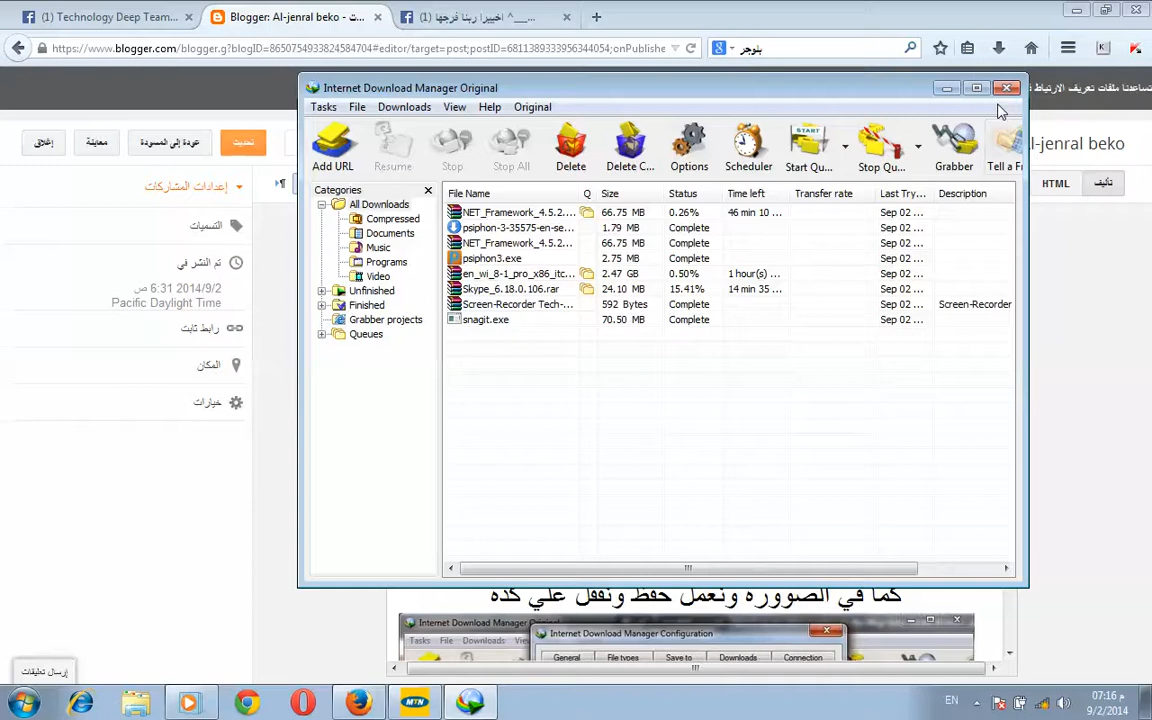 (1) Technology Deep Team...
Blogger: Al-jenral beko - ...ت
(1) اخييرا ربنا فرجها ^___...
https://www.blogger.com/blogger.g?blogID=8650754933824584704#editor/target=post;postID=6811389333956344054;onPublishe
بلوجر
تساعدنا ملفات تعريف الارتباط
Internet Download Manager Original
Tasks File Downloads View Help Original
إغلاق
معاينة
عودة إلى المسودة
تحديث
l-jenral beko
Add URL Resume Stop Stop All Delete Delete C... Options Scheduler Start Qu... Stop Qu... Grabber Tell a Fr
HTML
تأليف
إعدادات المشاركات
التسميات
تم النشر في
2014/9/2 6:31 ص
Pacific Daylight Time
رابط ثابت
المكان
خيارات
Categories
All Downloads
Compressed
Documents
Music
Programs
Video
Unfinished
Finished
Grabber projects
Queues
File Name Q Size Status Time left Transfer rate Last Try... Description
NET_Framework_4.5.2.... 66.75 MB 0.26% 46 min 10 ... Sep 02 ...
psiphon-3-35575-en-se... 1.79 MB Complete Sep 02 ...
NET_Framework_4.5.2.... 66.75 MB Complete Sep 02 ...
psiphon3.exe 2.75 MB Complete Sep 02 ...
en_wi_8-1_pro_x86_itc... 2.47 GB 0.50% 1 hour(s) ... Sep 02 ...
Skype_6.18.0.106.rar 24.10 MB 15.41% 14 min 35 ... Sep 02 ...
Screen-Recorder Tech-... 592 Bytes Complete Sep 02 ... Screen-Recorder
snagit.exe 70.50 MB Complete Sep 02 ...
كما في الصووره ونعمل حفظ ونقفل علي كده
Internet Download Manager Configuration
Tasks File Downloads
General File types Save to Downloads Connection
إرسال تعليقات
MTN
EN
07:16 م
9/2/2014